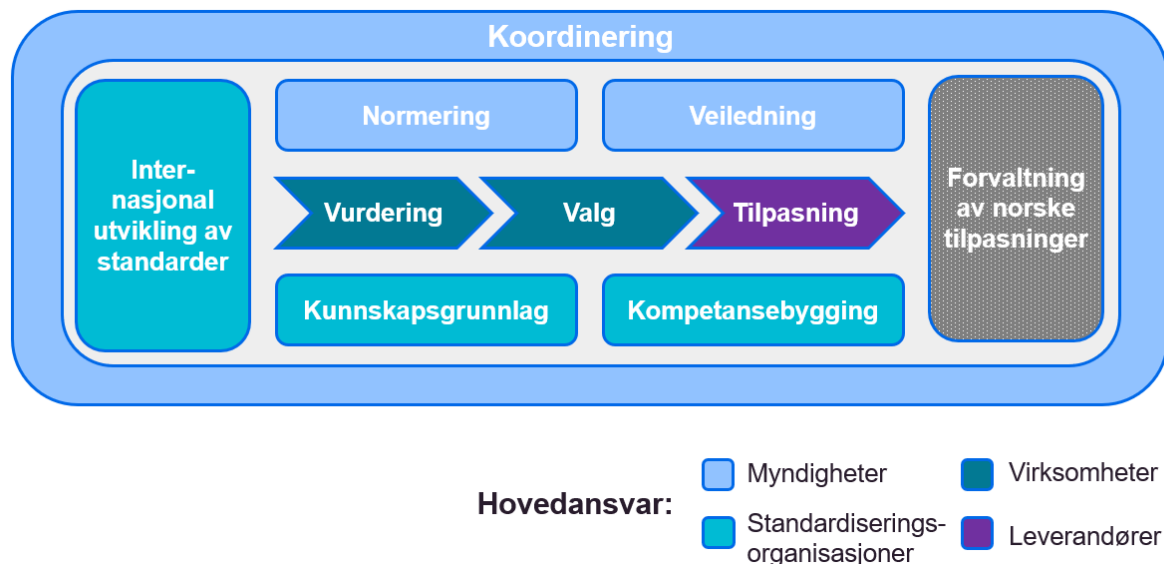 Koordinering
Inter-
nasjonal
utvikling av
standarder
Normering
Veiledning
Vurdering
Valg
Tilpasning
Kunnskapsgrunnlag
Kompetansebygging
Forvaltning
av norske
tilpasninger
Hovedansvar:
Myndigheter
Standardiserings-
organisasjoner
Virksomheter
Leverandører